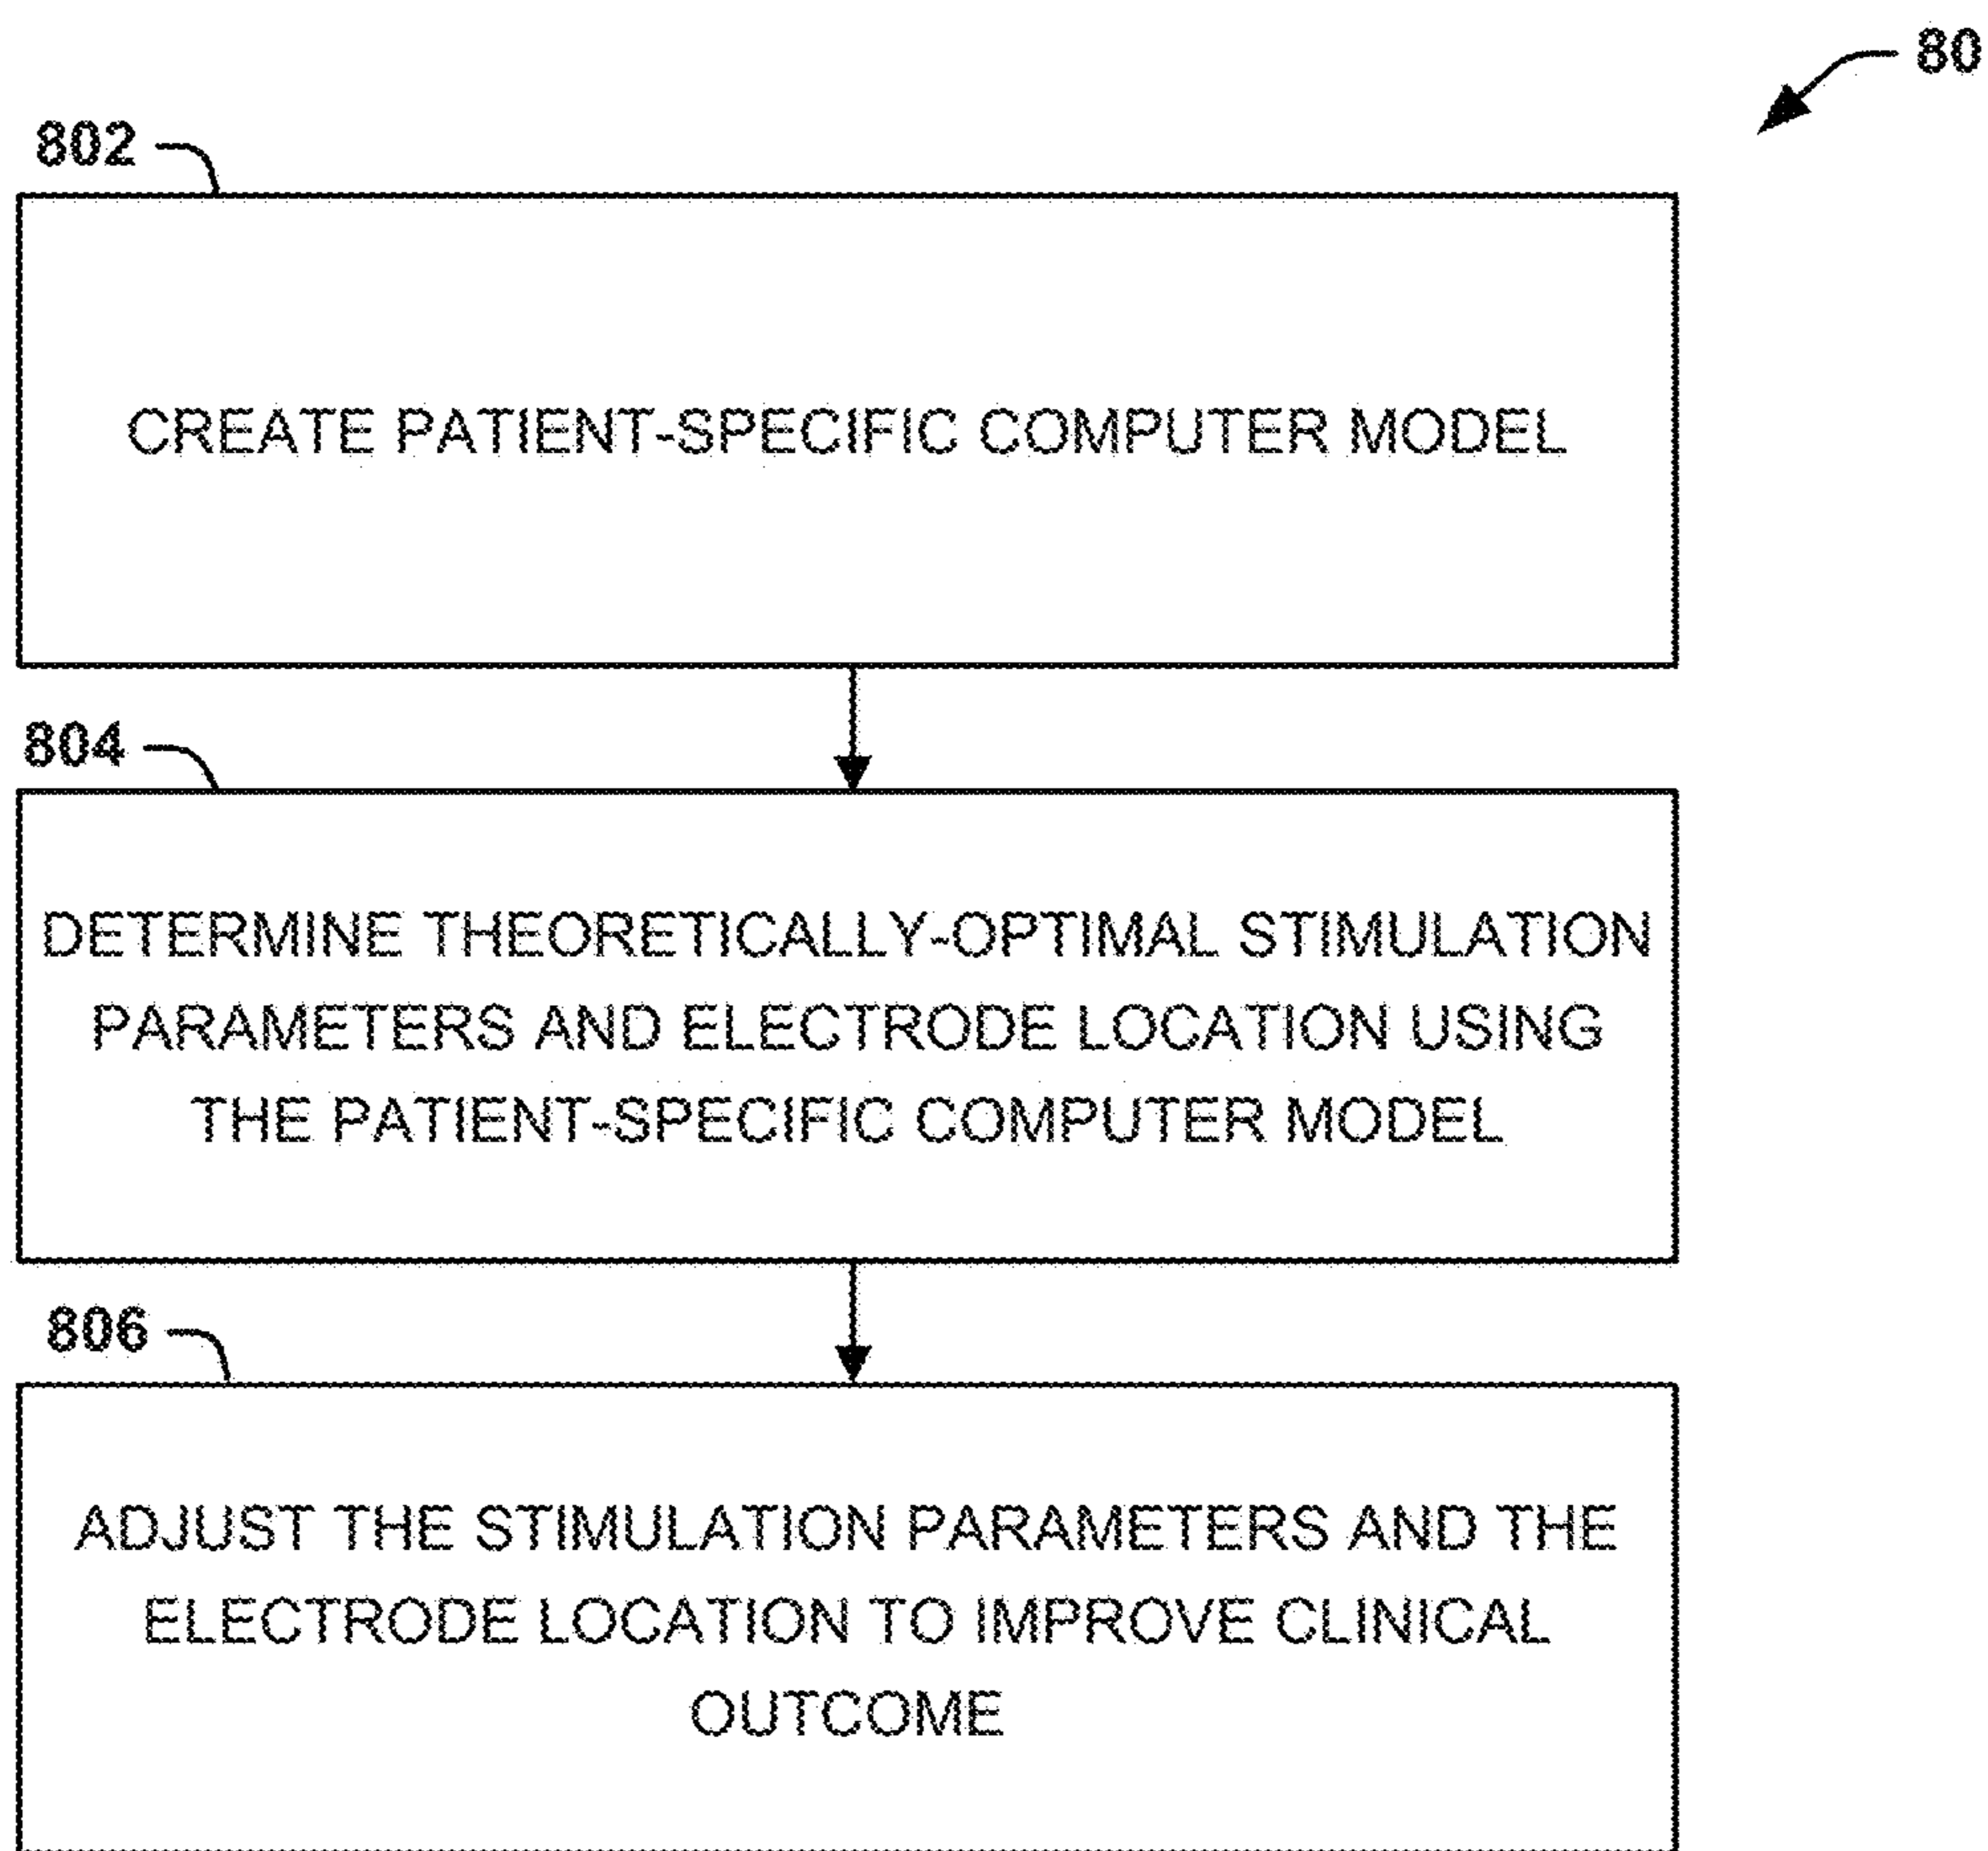 80
802
CREATE PATIENT-SPECIFIC COMPUTER MODEL
804
DETERMINE THEORETICALLY-OPTIMAL STIMULATION
PARAMETERS AND ELECTRODE LOCATION USING
THE PATIENT-SPECIFIC COMPUTER MODEL
806
ADJUST THE STIMULATION PARAMETERS AND THE
ELECTRODE LOCATION TO IMPROVE CLINICAL
OUTCOME